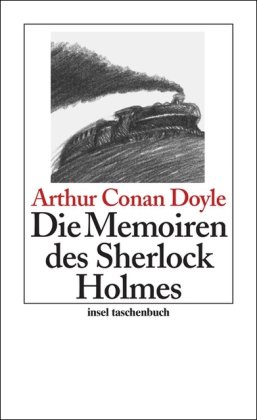 Arthur Conan Doyle
Die Memoiren
des Sherlock
Holmes
insel taschenbuch